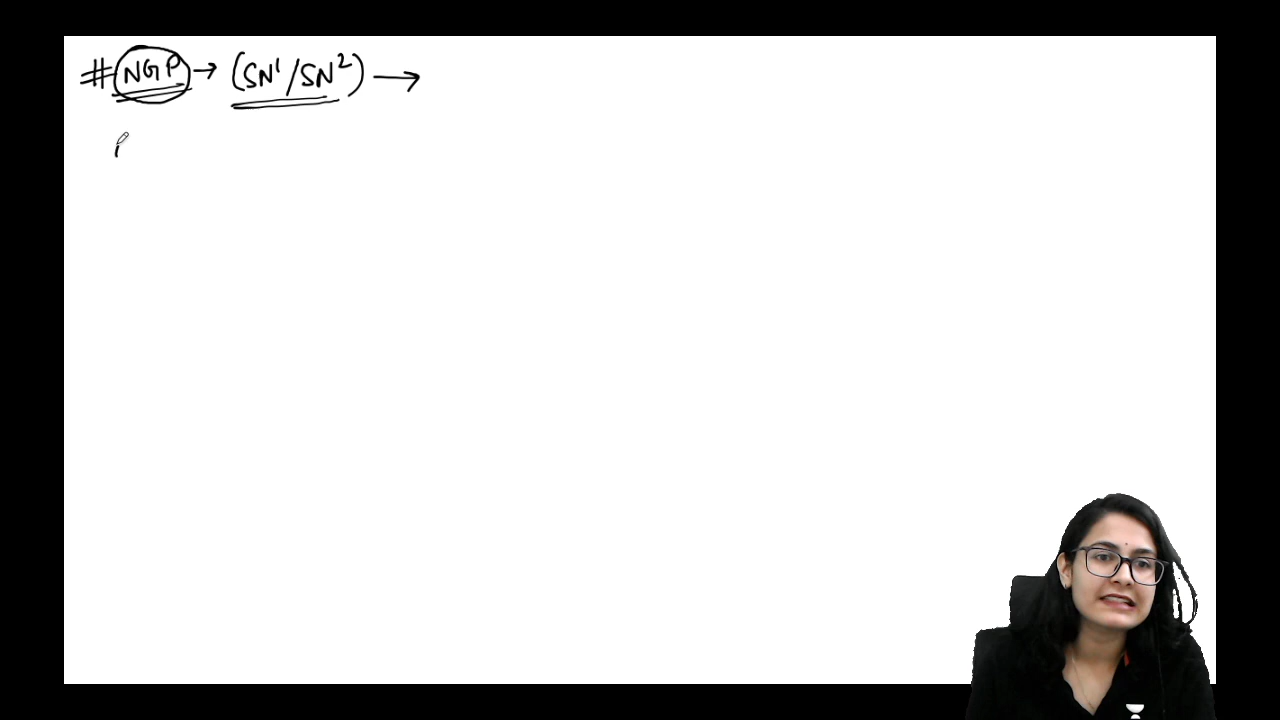 #NGP → (SN¹/SN²) →